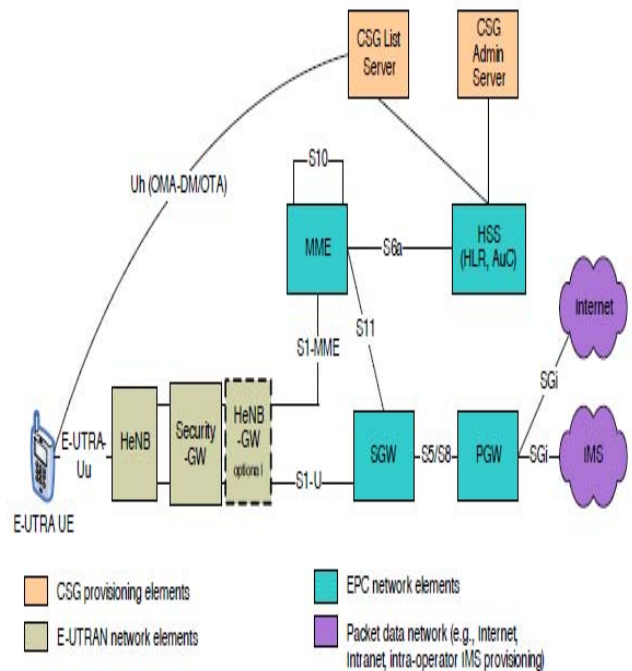 CSG List
Server
CSG
Admin
Server
Uh (OMA-DM/OTA)
S10
MME
S6a
HSS
(HLR, AuC)
Internet
S11
S1-MME
SGi
HeNB
Security
-GW
HeNB
-GW
optional
E-UTRA-
Uu
S1-U
SGW
S5/S8
PGW
SGi
IMS
E-UTRA UE
CSG provisioning elements
EPC network elements
E-UTRAN network elements
Packet data network (e.g., Internet,
Intranet, intra-operator IMS provisioning)